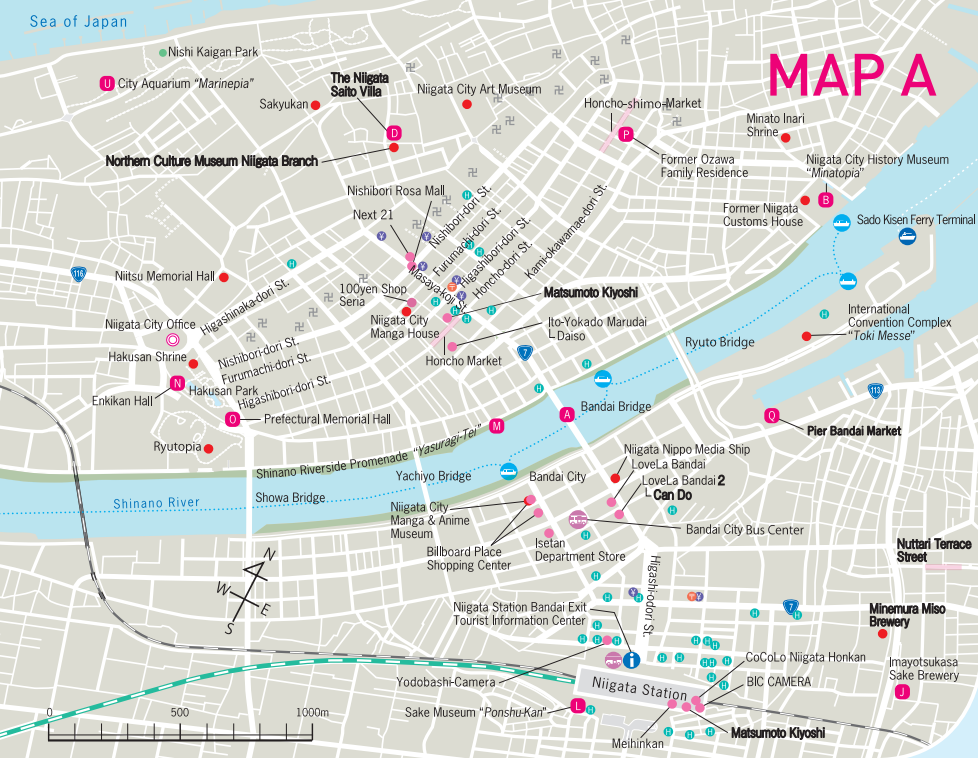 Sea of Japan
MAP A
Nishi Kaigan Park
U
City Aquarium “Marinepia”
The Niigata
Saito Villa
Sakyukan
Niigata City Art Museum
Honcho-shimo-Market
D
P
Minato Inari
Shrine
Northern Culture Museum Niigata Branch
Former Ozawa
Family Residence
Niigata City History Museum
“Minatopia”
B
Nishibori Rosa Mall
Next 21
Former Niigata
Customs House
Sado Kisen Ferry Terminal
Nishibori-dori St.
Furumachi-dori St.
Higashibori-dori St.
Honcho-dori St.
Kami-okawamae-dori St.
Masaya-koji St.
116
Niitsu Memorial Hall
Higashinaka-dori St.
100yen Shop
Seria
Matsumoto Kiyoshi
Niigata City
Manga House
Ito-Yokado Marudai
Daiso
Honcho Market
7
International
Convention Complex
“Toki Messe”
Ryuto Bridge
Niigata City Office
Hakusan Shrine
Nishibori-dori St.
Furumachi-dori St.
Higashibori-dori St.
N
Hakusan Park
Enkikan Hall
O
Prefectural Memorial Hall
Ryutopia
113
Bandai Bridge
A
M
Q
Pier Bandai Market
Shinano Riverside Promenade “Yasuragi-Tei”
Yachiyo Bridge
Bandai City
Niigata Nippo Media Ship
LoveLa Bandai
LoveLa Bandai 2
Can Do
Shinano River
Showa Bridge
Niigata City
Manga & Anime
Museum
Billboard Place
Shopping Center
Isetan
Department Store
Bandai City Bus Center
Nuttari Terrace
Street
N
W
E
S
Higashi-odori St.
Niigata Station Bandai Exit
Tourist Information Center
7
Minemura Miso
Brewery
CoCoLo Niigata Honkan
BIC CAMERA
Imayotsukasa
Sake Brewery
J
Yodobashi-Camera
Niigata Station
Sake Museum “Ponshu-Kan”
L
Meihinkan
Matsumoto Kiyoshi
0
500
1000m